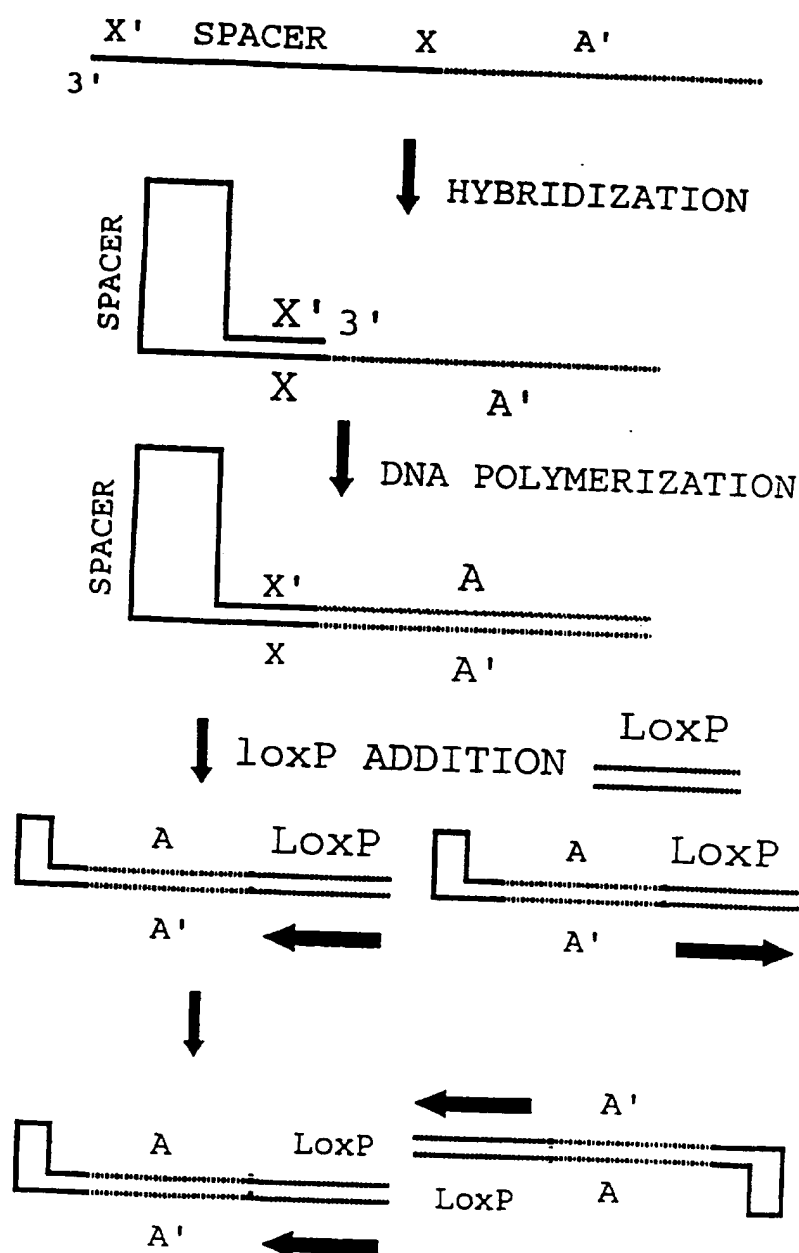 X' SPACER X A'
3'
HYBRIDIZATION
SPACER
X' 3'
X A'
DNA POLYMERIZATION
SPACER
X' A
X A'
loxP ADDITION LoxP
A LoxP A LoxP
A' A'
A'
A LoxP
LoxP A
A'